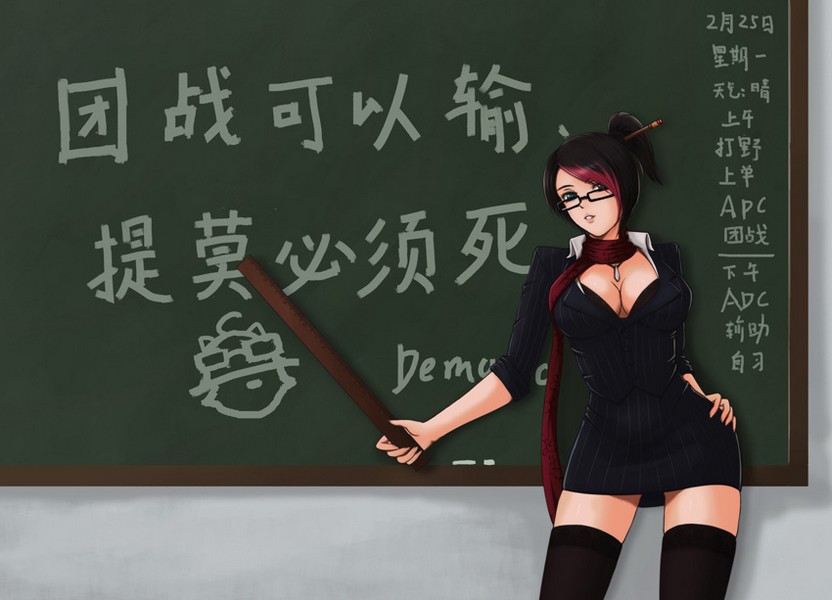 团战可以输、
提莫必须死
2月25日
星期一
天气:晴
上午
打野
上单
APC
团战
下午
ADC
辅助
自习